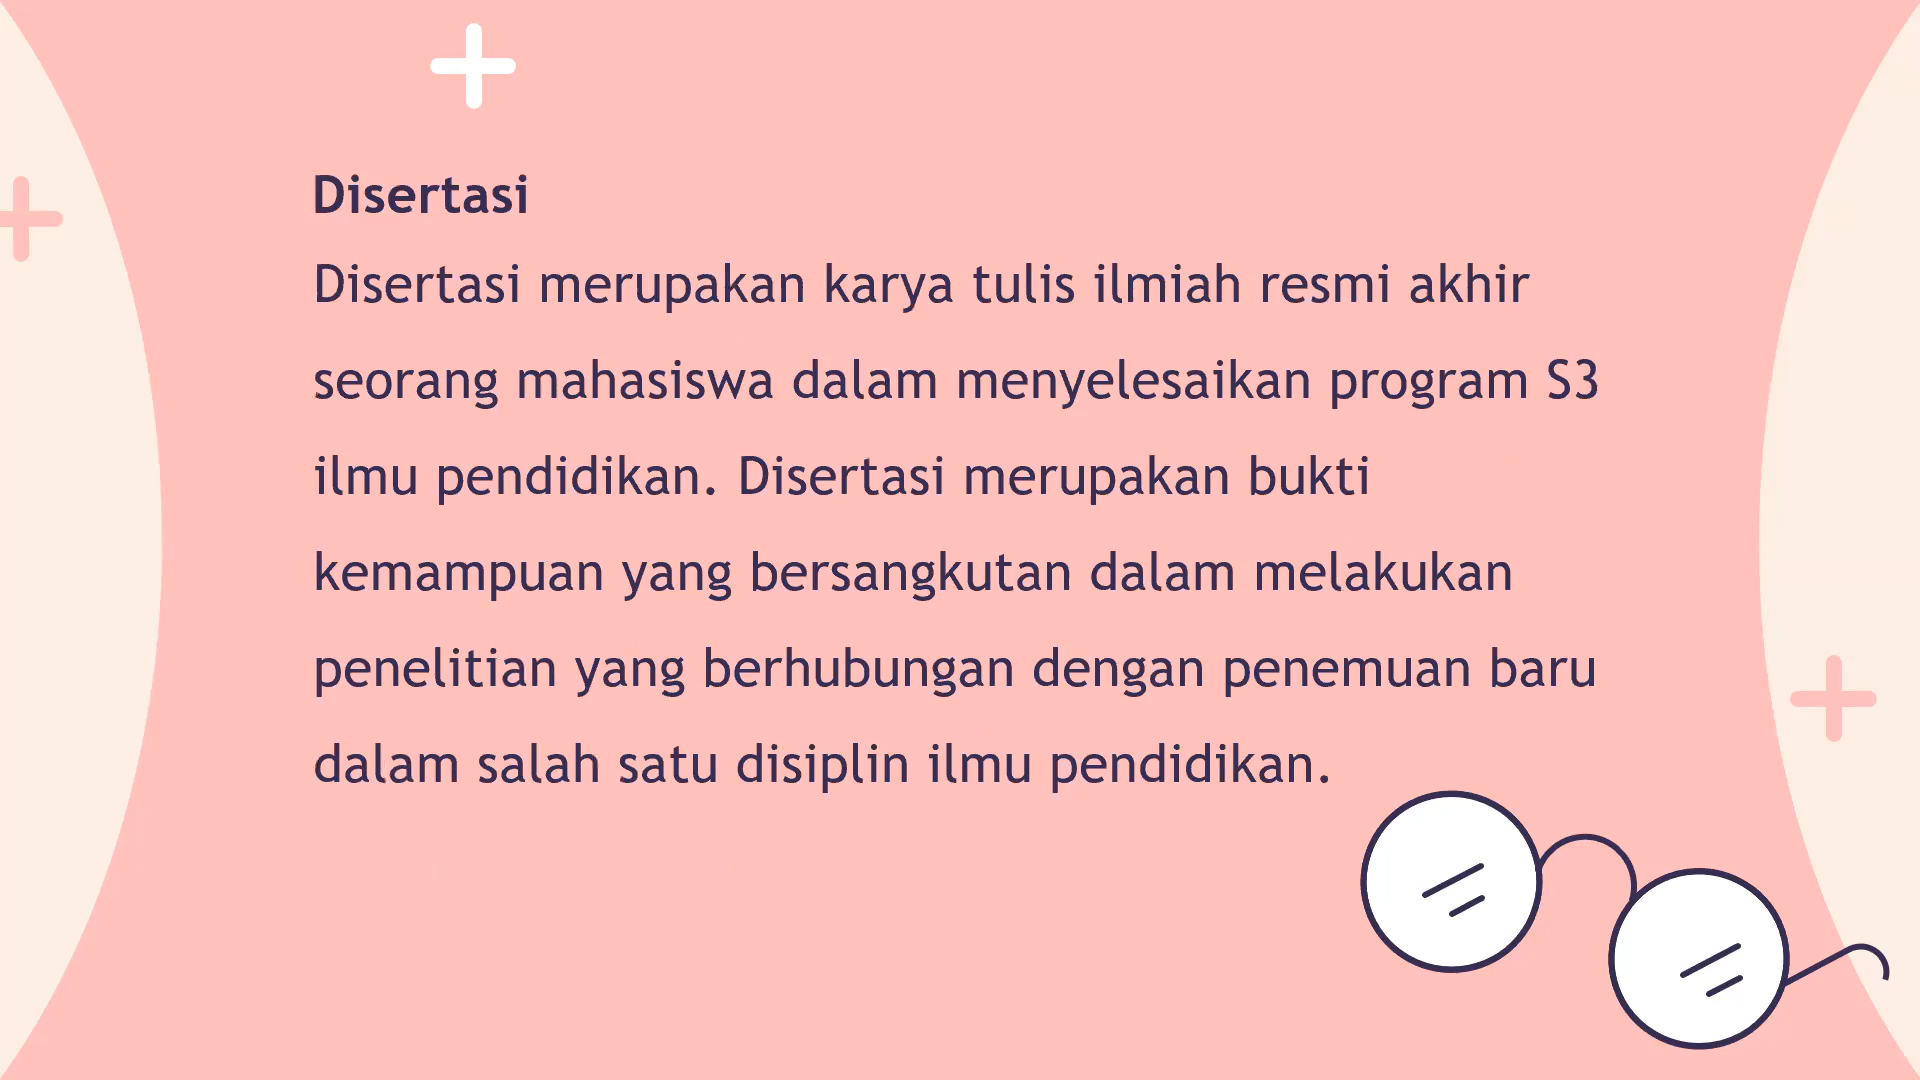 Disertasi
Disertasi merupakan karya tulis ilmiah resmi akhir
seorang mahasiswa dalam menyelesaikan program S3
ilmu pendidikan. Disertasi merupakan bukti
kemampuan yang bersangkutan dalam melakukan
penelitian yang berhubungan dengan penemuan baru
dalam salah satu disiplin ilmu pendidikan.